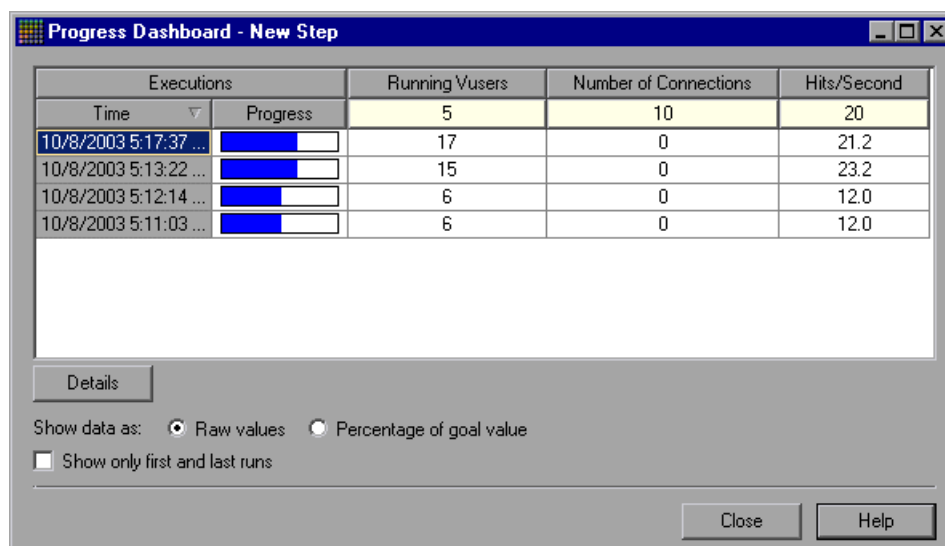 Progress Dashboard - New Step
Executions Running Vusers Number of Connections Hits/Second
Time Progress 5 10 20
10/8/2003 5:17:37 ... 17 0 21.2
10/8/2003 5:13:22 ... 15 0 23.2
10/8/2003 5:12:14 ... 6 0 12.0
10/8/2003 5:11:03 ... 6 0 12.0
Details
Show data as: Raw values Percentage of goal value
Show only first and last runs
Close Help